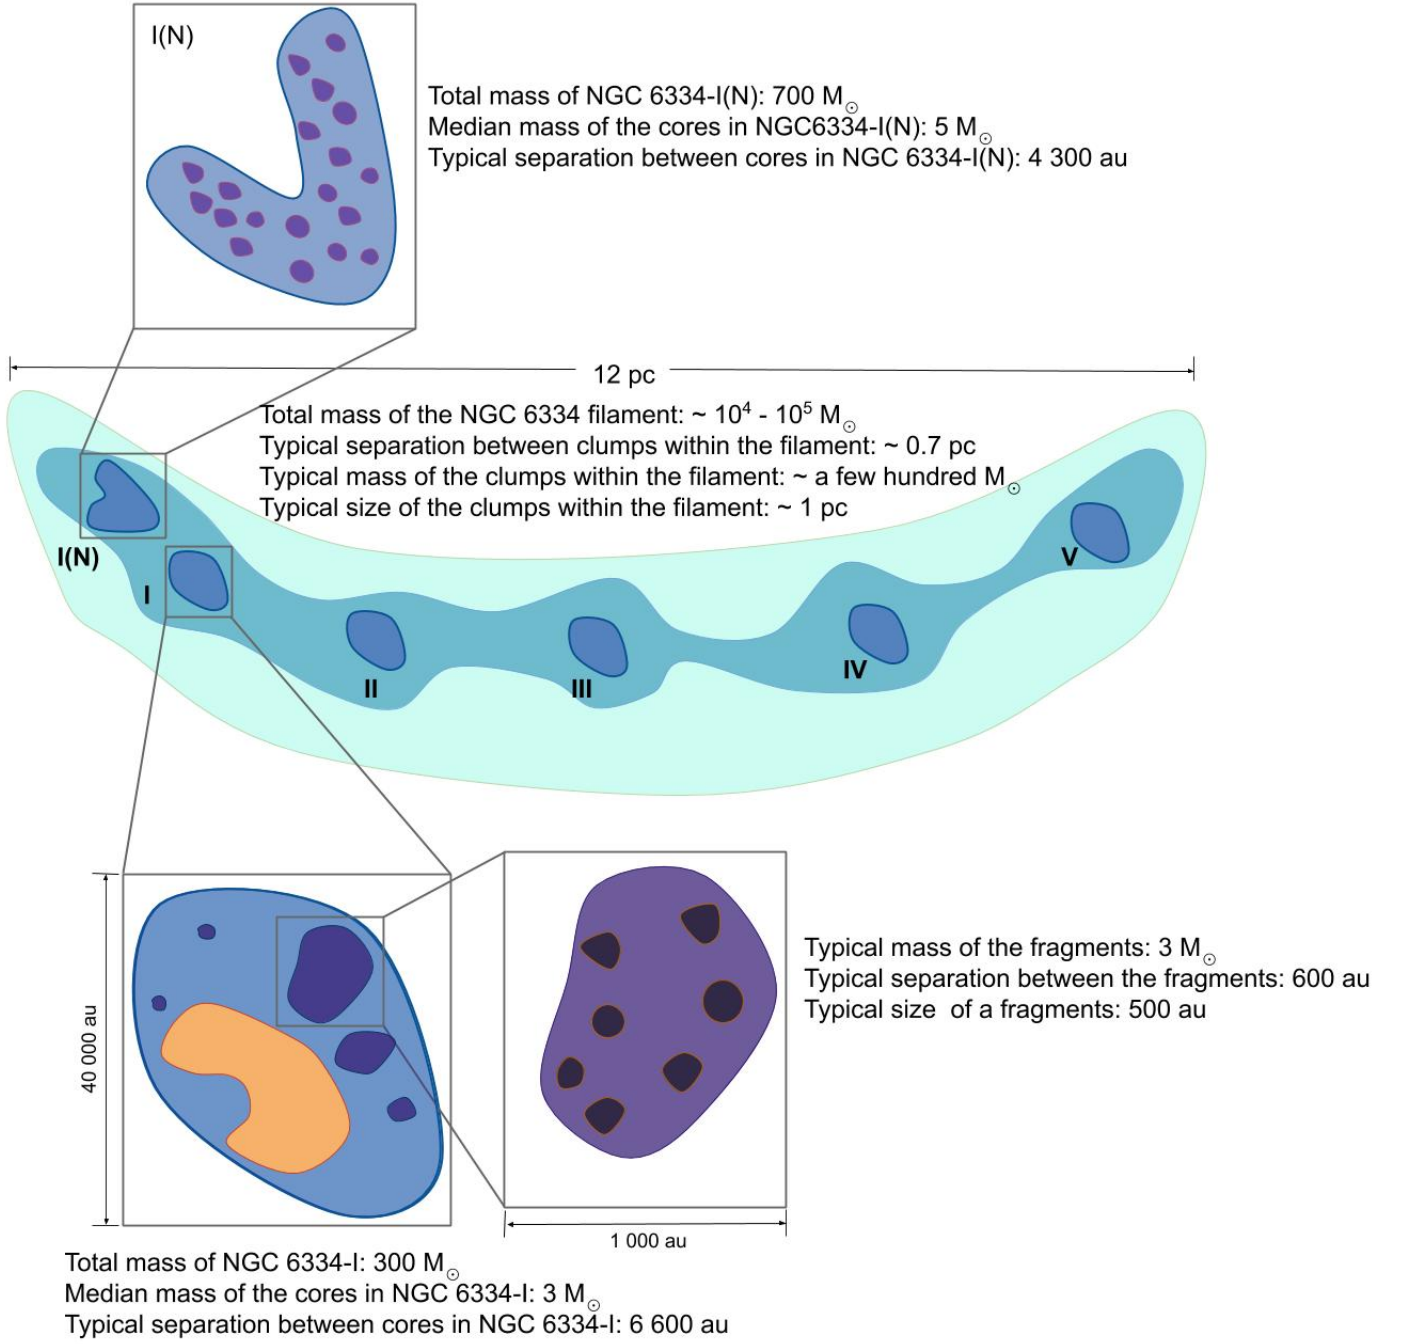 I(N)
Total mass of NGC 6334-I(N): 700 M☉
Median mass of the cores in NGC6334-I(N): 5 M☉
Typical separation between cores in NGC 6334-I(N): 4 300 au
12 pc
Total mass of the NGC 6334 filament: ~ 10⁴ - 10⁵ M☉
Typical separation between clumps within the filament: ~ 0.7 pc
Typical mass of the clumps within the filament: ~ a few hundred M☉
Typical size of the clumps within the filament: ~ 1 pc
I(N)
I
II
III
IV
V
40 000 au
Typical mass of the fragments: 3 M☉
Typical separation between the fragments: 600 au
Typical size of a fragments: 500 au
1 000 au
Total mass of NGC 6334-I: 300 M☉
Median mass of the cores in NGC 6334-I: 3 M☉
Typical separation between cores in NGC 6334-I: 6 600 au